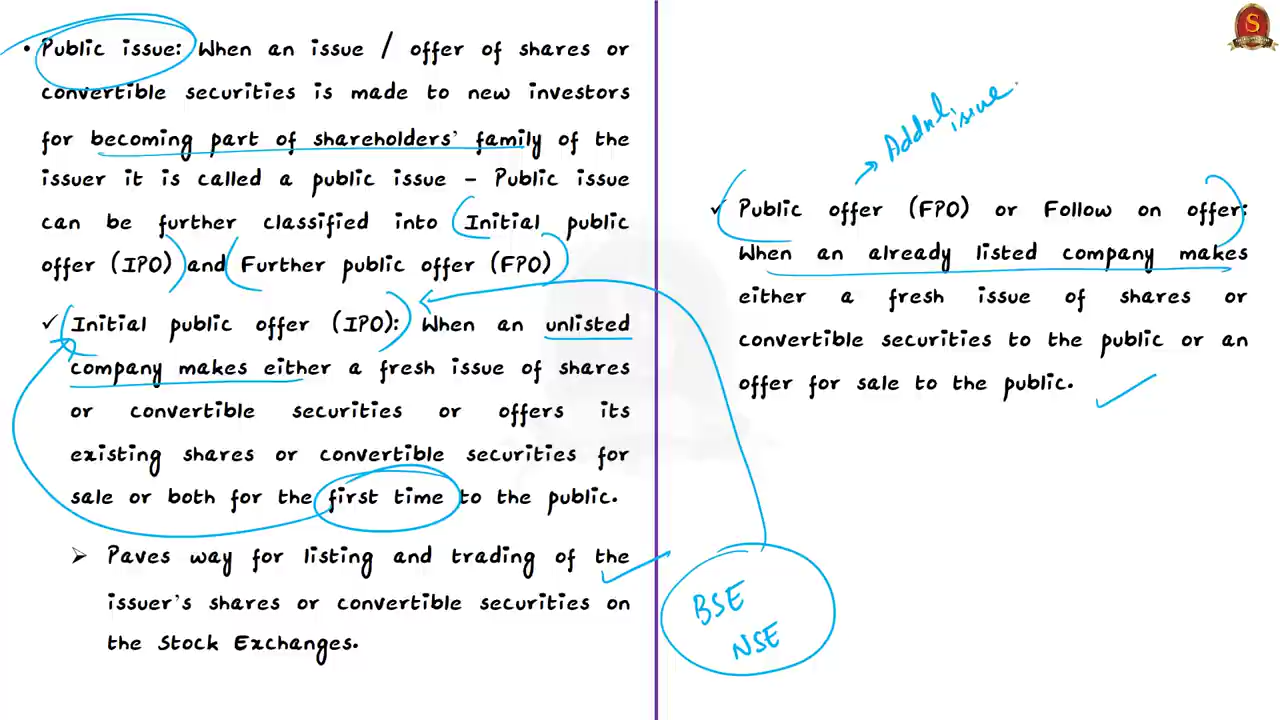 • Public issue: When an issue / offer of shares or
convertible securities is made to new investors
for becoming part of shareholders' family of the
issuer it is called a public issue – Public issue
can be further classified into Initial public
offer (IPO) and Further public offer (FPO)
✓ Initial public offer (IPO): When an unlisted
company makes either a fresh issue of shares
or convertible securities or offers its
existing shares or convertible securities for
sale or both for the first time to the public.
➢ Paves way for listing and trading of the
issuer's shares or convertible securities on
the Stock Exchanges.
BSE
NSE
S
Addnl. issue
✓ Public offer (FPO) or Follow on offer:
When an already listed company makes
either a fresh issue of shares or
convertible securities to the public or an
offer for sale to the public.